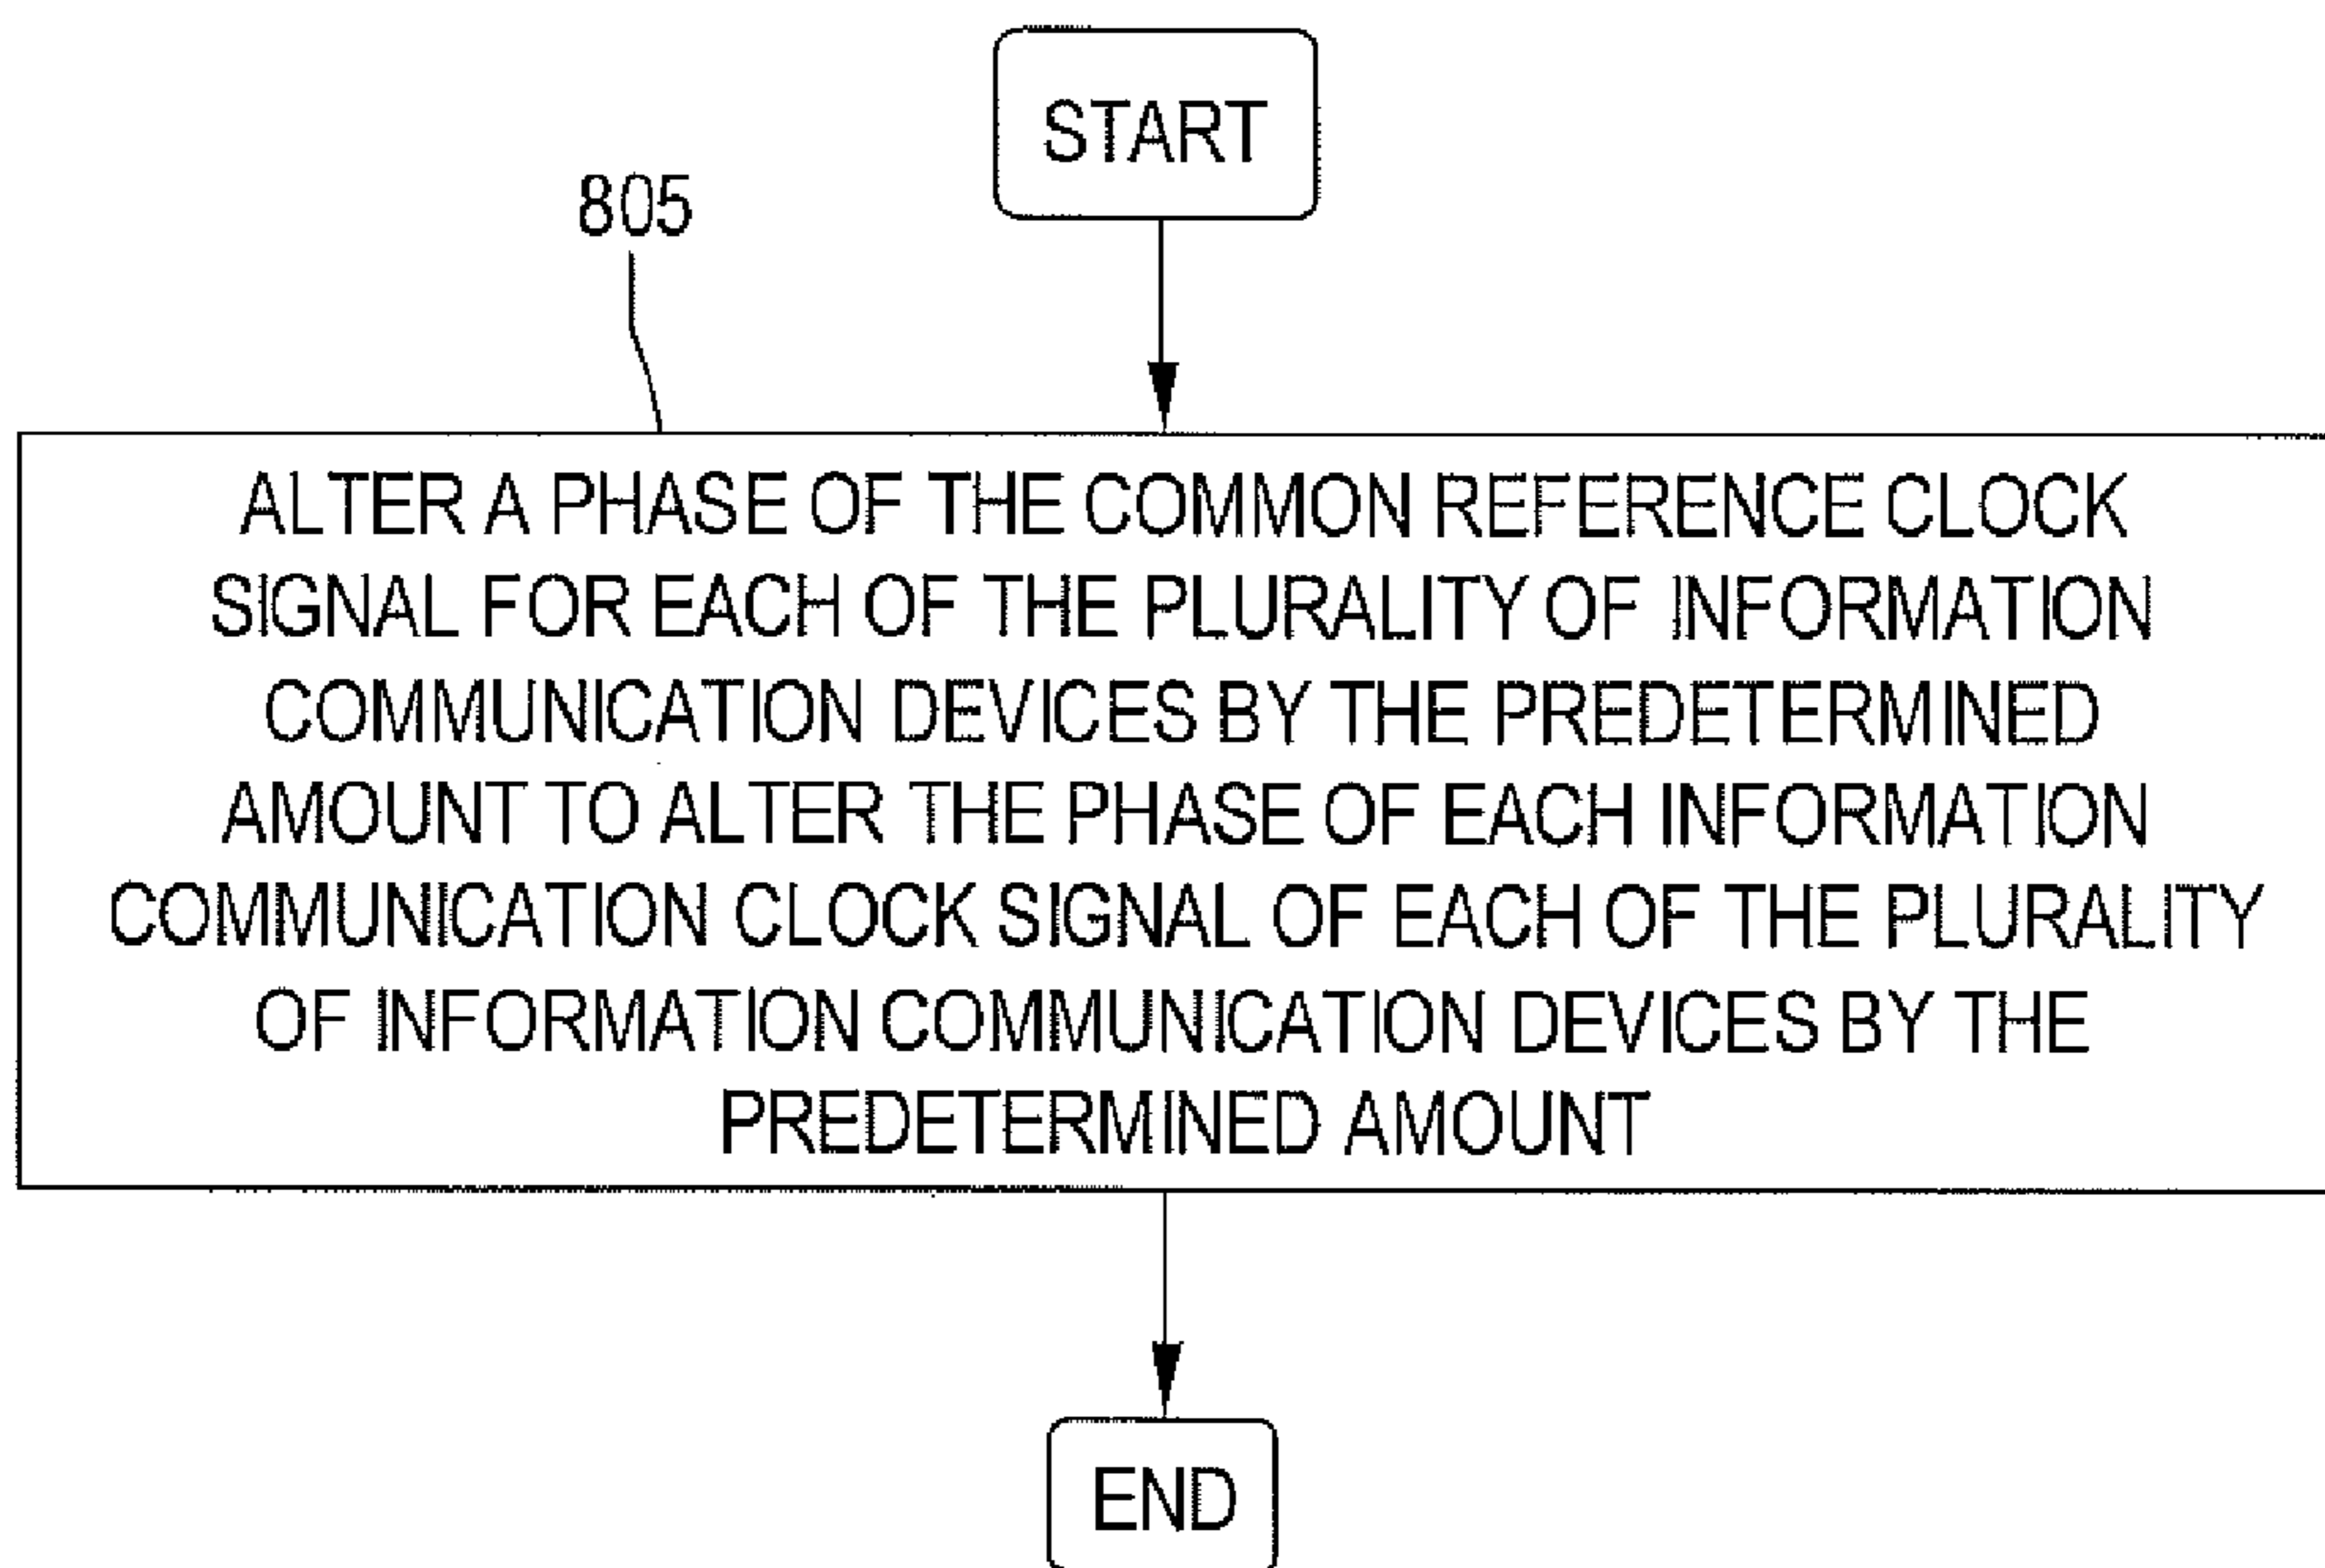 START
805
ALTER A PHASE OF THE COMMON REFERENCE CLOCK
SIGNAL FOR EACH OF THE PLURALITY OF INFORMATION
COMMUNICATION DEVICES BY THE PREDETERMINED
AMOUNT TO ALTER THE PHASE OF EACH INFORMATION
COMMUNICATION CLOCK SIGNAL OF EACH OF THE PLURALITY
OF INFORMATION COMMUNICATION DEVICES BY THE
PREDETERMINED AMOUNT
END